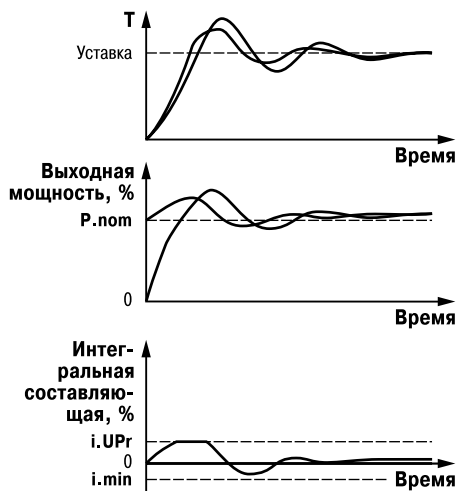 T
Уставка
Время
Выходная
мощность, %
P.nom
0
Время
Интег-
ральная
составляю-
щая, %
i.UPr
0
i.min
Время